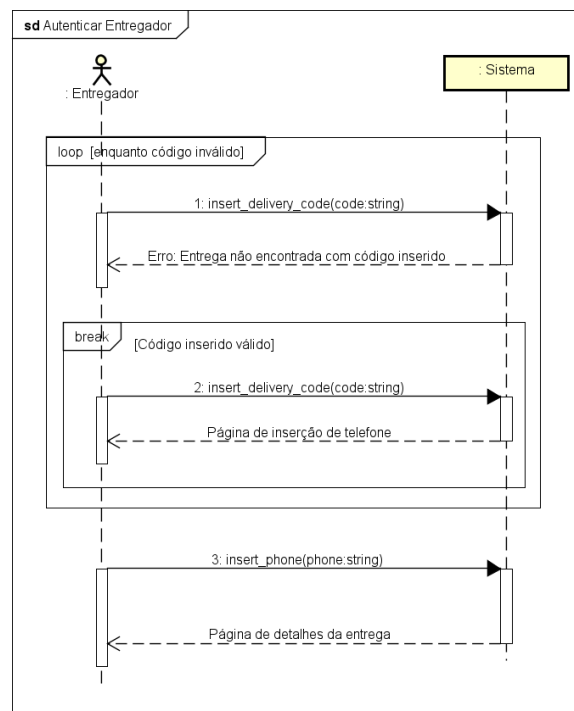 sd Autenticar Entregador
: Entregador
: Sistema
loop [enquanto código inválido]
1: insert_delivery_code(code:string)
Erro: Entrega não encontrada com código inserido
break
[Código inserido válido]
2: insert_delivery_code(code:string)
Página de inserção de telefone
3: insert_phone(phone:string)
Página de detalhes da entrega